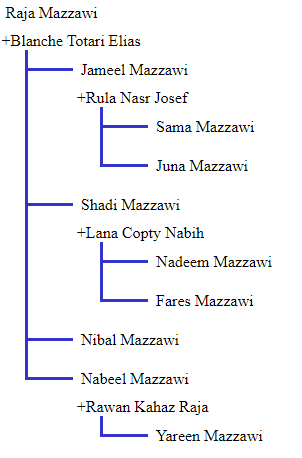 Raja Mazzawi
+Blanche Totari Elias
Jameel Mazzawi
+Rula Nasr Josef
Sama Mazzawi
Juna Mazzawi
Shadi Mazzawi
+Lana Copty Nabih
Nadeem Mazzawi
Fares Mazzawi
Nibal Mazzawi
Nabeel Mazzawi
+Rawan Kahaz Raja
Yareen Mazzawi